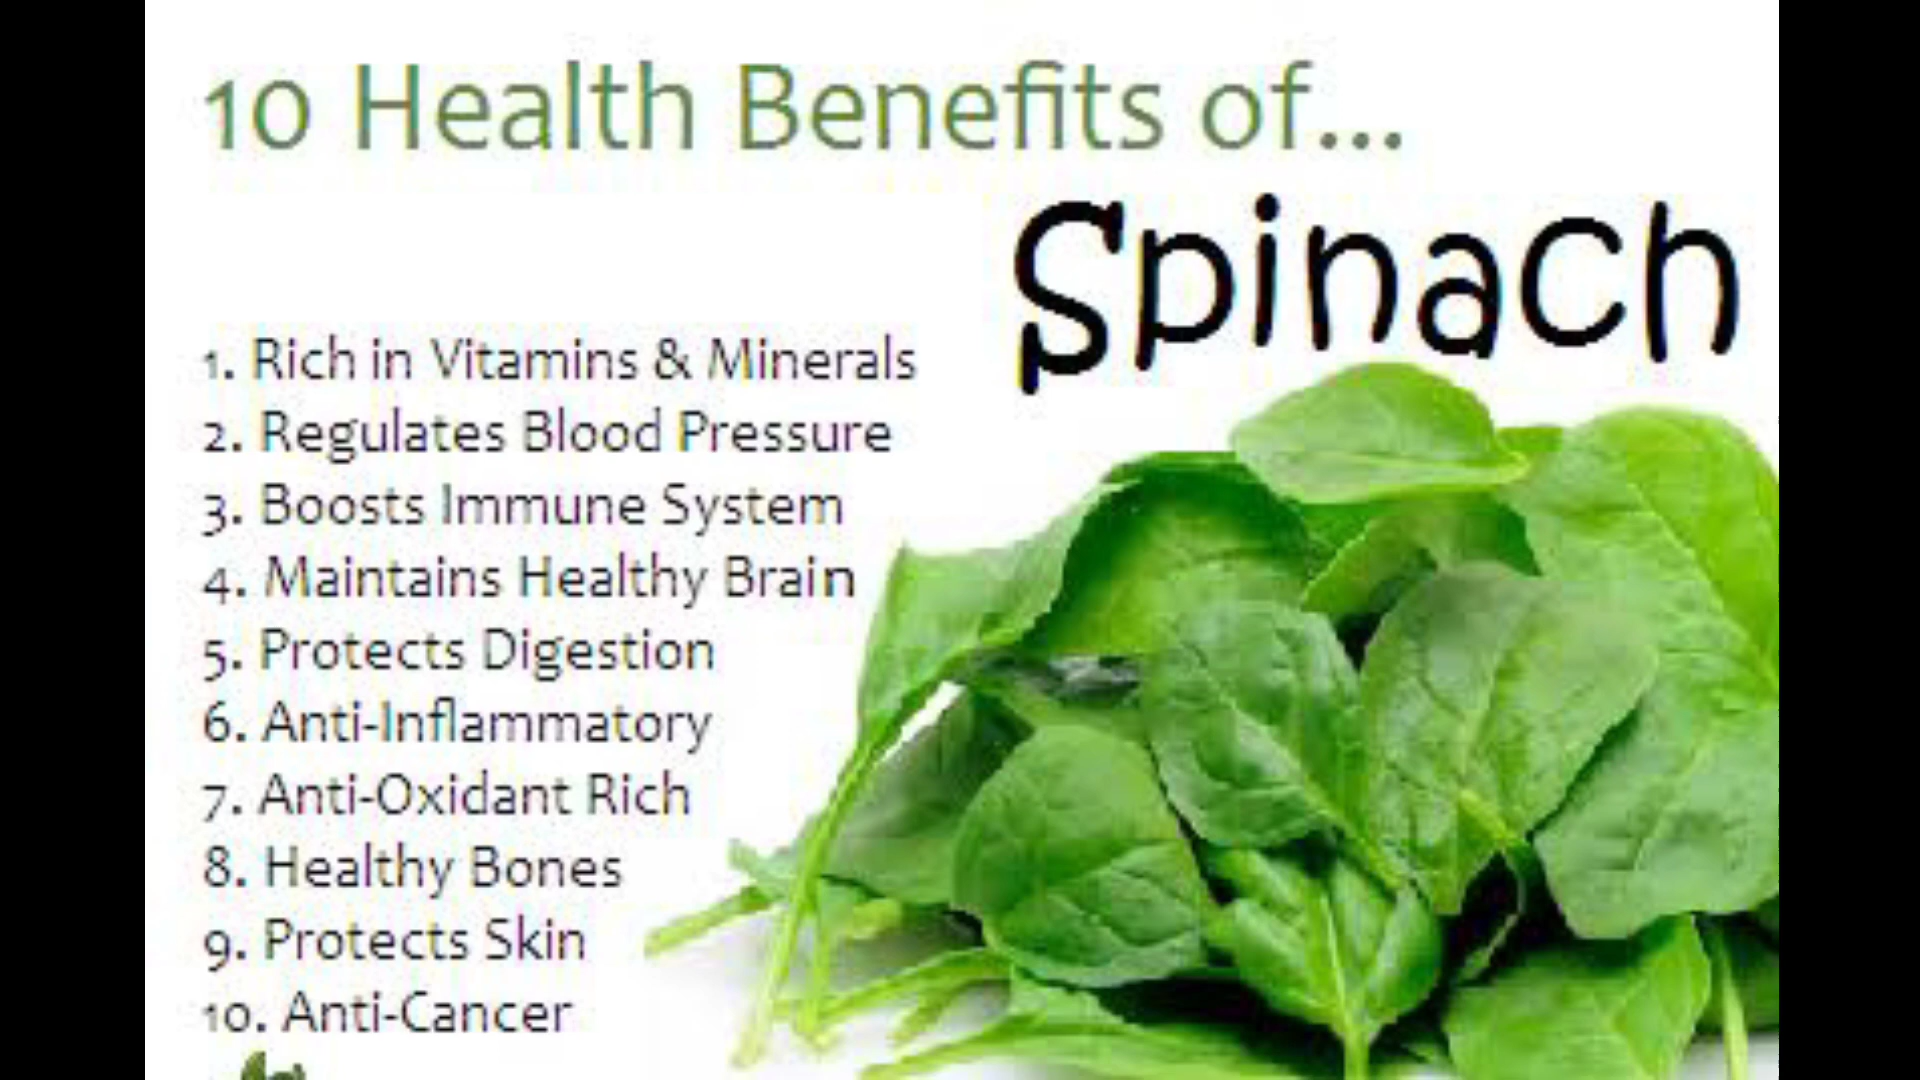 10 Health Benefits of...
Spinach
1. Rich in Vitamins & Minerals
2. Regulates Blood Pressure
3. Boosts Immune System
4. Maintains Healthy Brain
5. Protects Digestion
6. Anti-Inflammatory
7. Anti-Oxidant Rich
8. Healthy Bones
9. Protects Skin
10. Anti-Cancer